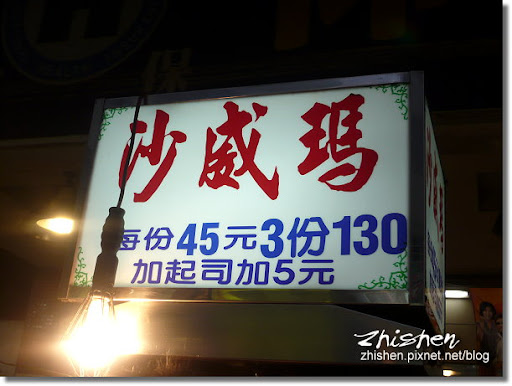 沙威瑪
每份45元3份130
加起司加5元
保
Zhishen
zhishen.pixnet.net/blog